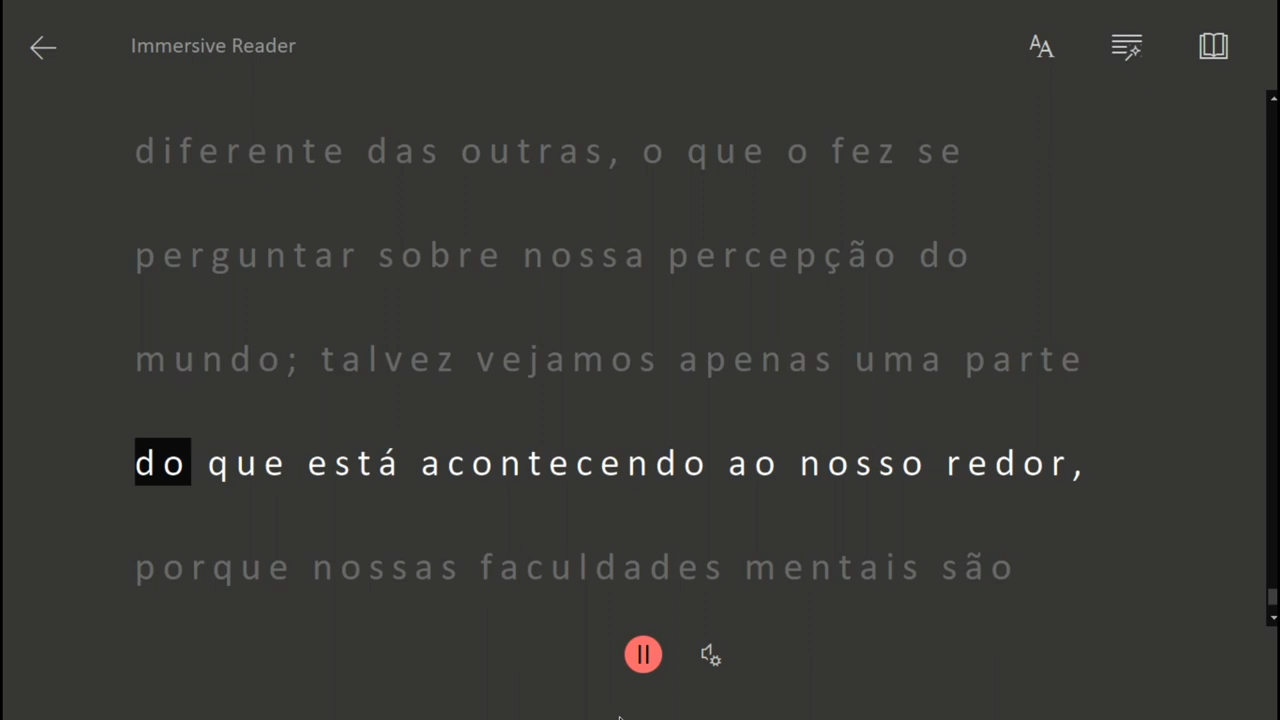 Immersive Reader
diferente das outras, o que o fez se
perguntar sobre nossa percepção do
mundo; talvez vejamos apenas uma parte
do que está acontecendo ao nosso redor,
porque nossas faculdades mentais são